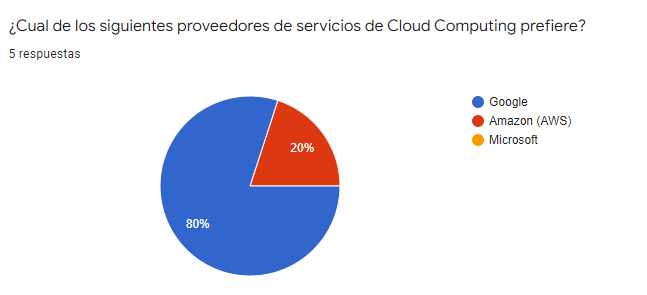 ¿Cual de los siguientes proveedores de servicios de Cloud Computing prefiere?
5 respuestas
Google
Amazon (AWS)
Microsoft
20%
80%